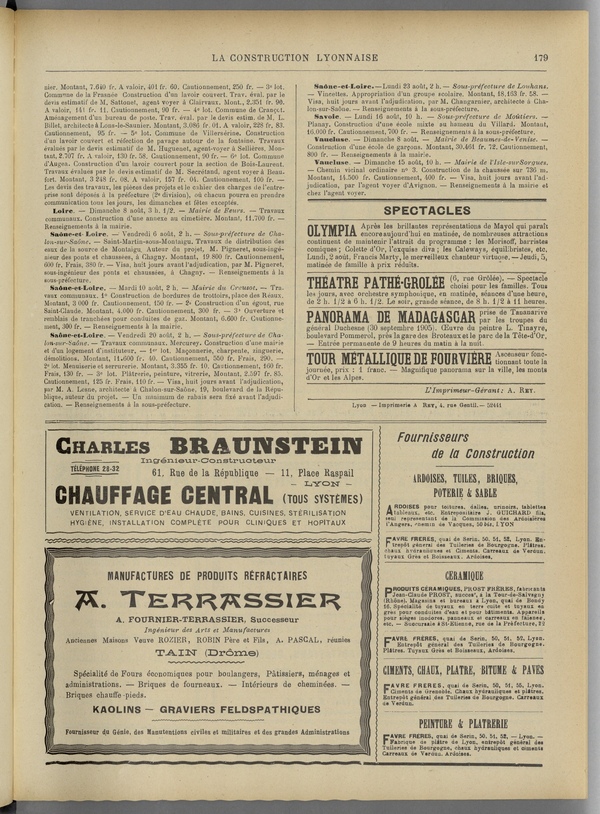 LA CONSTRUCTION LYONNAISE 179
nier. Montant, 7.640 fr. A valoir, 401 fr. 60. Cautionnement, 250 fr. — 3e lot.
Commune de la Frasnée Construction d'un lavoir couvert. Trav. éval. par le
devis estimatif de M. Sattonet, agent voyer à Clairvaux. Mont., 2.351 fr. 96.
A valoir, 141 fr. 11. Cautionnement, 90 fr. — 4e lot. Commune de Crançot.
Aménagement d'un bureau de poste. Trav. éval. par le devis estim. de M. L.
Billet, architecte à Lons-le-Saunier. Montant, 3.086 fr. 01. A valoir, 228 fr. 83.
Cautionnement, 95 fr. — 5e lot. Commune de Villerserine. Construction
d'un lavoir couvert et réfection de pavage autour de la fontaine. Travaux
évalués par le devis estimatif de M. Huguenet, agent-voyer à Sellières, Mon-
tant, 2.707 fr. A valoir, 130 fr. 58. Cautionnement, 90 fr. — 6e lot. Commune
d'Augea. Construction d'un lavoir couvert pour la section de Bois-Laurent.
Travaux évalués par le devis estimatif de M. Sacréstand, agent voyer à Beau-
fort. Montant, 3.248 fr. 08. A valoir, 157 fr. 04. Cautionnement, 100 fr. —
Les devis des travaux, les pièces des projets et le cahier des charges de l'entre-
prise sont déposés à la préfecture (2e division), où chacun pourra en prendre
communication tous les jours, les dimanches et fêtes exceptés.
Loire. — Dimanche 8 août, 3 h. 1/2. — Mairie de Feurs. — Travaux
communaux. Construction d'une annexe au cimetière. Montant, 11.700 fr. —
Renseignements à la mairie.
Saône-et-Loire. — Vendredi 6 août, 2 h. — Sous-préfecture de Cha-
lon-sur-Saône. — Saint-Martin-sous-Montaigu. Travaux de distribution des
eaux de la source de Montaigu. Auteur du projet, M. Pigneret, sous-ingé-
nieur des ponts et chaussées, à Chagny. Montant, 19.800 fr. Cautionnement,
600 fr. Frais, 380 fr. — Visa, huit jours avant l'adjudication, par M. Pigneret,
sous-ingénieur des ponts et chaussées, à Chagny. — Renseignements à la
sous-préfecture.
Saône-et-Loire. — Mardi 10 août, 2 h. — Mairie du Creusot. — Tra-
vaux communaux. 1o Construction de bordures de trottoirs, place des Réaux,
Montant, 3.000 fr. Cautionnement, 150 fr. — 2o Construction d'un égout, rue
Saint-Claude. Montant, 4.000 fr. Cautionnement, 300 fr. — 3o Ouverture et
remblais de tranchées pour conduites de gaz. Montant, 6.600 fr. Cautionne-
ment, 300 fr. — Renseignements à la mairie.
Saône-et-Loire. — Vendredi 20 août, 2 h. — Sous-préfecture de Cha-
lon-sur-Saône. — Travaux communaux. Mercurey. Construction d'une mairie
et d'un logement d'instituteur. — 1er lot. Maçonnerie, charpente, zinguerie,
démolitions. Montant, 11.600 fr. 40. Cautionnement, 500 fr. Frais, 290. —
2e lot. Menuiserie et serrurerie. Montant, 3.355 fr. 10. Cautionnement, 160 fr.
Frais, 130 fr. — 3e lot. Plâtrerie, peinture, vitrerie, Montant, 2.597 fr. 85.
Cautionnement, 125 fr. Frais, 110 fr. — Visa, huit jours avant l'adjudication,
par M. A. Lesne, architecte à Chalon-sur-Saône, 19, boulevard de la Répu-
blique, auteur du projet. — Un maximum de rabais sera fixé avant l'adjudi-
cation. — Renseignements à la sous-préfecture.
Saône-et-Loire. — Lundi 23 août, 2 h. — Sous-préfecture de Louhans.
— Vincelles. Appropriation d'un groupe scolaire. Montant, 18.163 fr. 58. —
Visa, huit jours avant l'adjudication, par M. Changarnier, architecte à Cha-
lon-sur-Saône. — Renseignements à la sous-préfecture.
Savoie. — Lundi 16 août, 10 h. — Sous-préfecture de Moûtiers. —
Planay. Construction d'une école mixte au hameau du Villard. Montant,
16.000 fr. Cautionnement, 700 fr. — Renseignements à la sous-préfecture.
Vaucluse. — Dimanche 8 août. — Mairie de Beaumes-de-Venise. —
Construction d'une école de garçons. Montant, 30.461 fr. 72. Cautionnement,
800 fr. — Renseignements à la mairie.
Vaucluse. — Dimanche 15 août, 10 h. — Mairie de l'Isle-sur-Sorgues.
— Chemin vicinal ordinaire no 3. Construction de la chaussée sur 736 m.
Montant, 14.500 fr. Cautionnement, 400 fr. — Visa, huit jours avant l'ad-
judication, par l'agent voyer d'Avignon. — Renseignements à la mairie et
chez l'agent voyer.
SPECTACLES
OLYMPIA Après les brillantes représentations de Mayol qui paraît
encore aujourd'hui en matinée, de nombreuses attractions
continuent de maintenir l'attrait du programme : les Morisoff, barristes
comiques ; Colette d'Or, l'exquise diva ; les Caleways, équilibristes, etc.
Lundi, 2 août, Francis Marty, le merveilleux chanteur virtuose. — Jeudi, 5,
matinée de famille à prix réduits.
THEATRE PATHÉ-GROLÉE (6, rue Grôlée). — Spectacle
choisi pour les familles. Tous
les jours, avec orchestre symphonique, en matinée, séances d'une heure,
de 2 h. 1/2 à 6 h. 1/2. Le soir, grande séance, de 8 h. 1/2 à 11 heures.
PANORAMA DE MADAGASCAR prise de Tananarive
par les troupes du
général Duchesne (30 septembre 1905). Œuvre du peintre L. Tinayre,
boulevard Pommerol, près la gare des Broteaux et le parc de la Tête-d'Or,
— Entrée permanente de 9 heures du matin à la nuit.
TOUR MÉTALLIQUE DE FOURVIÈRE Ascenseur fonc-
tionnant toute la
journée, prix : 1 franc. — Magnifique panorama sur la ville, les monts
d'Or et les Alpes.
L'Imprimeur-Gérant : A. REY.
Lyon — Imprimerie A REY, 4, rue Gentil. — 52441
CHARLES BRAUNSTEIN
Ingénieur-Constructeur
TÉLÉPHONE 28-32
61, Rue de la République — 11, Place Raspail
— LYON —
CHAUFFAGE CENTRAL (TOUS SYSTÈMES)
VENTILATION, SERVICE D'EAU CHAUDE, BAINS, CUISINES, STÉRILISATION
HYGIÈNE, INSTALLATION COMPLÈTE POUR CLINIQUES ET HOPITAUX
MANUFACTURES DE PRODUITS RÉFRACTAIRES
A. TERRASSIER
A. FOURNIER-TERRASSIER, Successeur
Ingénieur des Arts et Manufactures
Anciennes Maisons Veuve ROZIER, ROBIN Père et Fils, A. PASCAL, réunies
TAIN (Drôme)
Spécialité de Fours économiques pour boulangers, Pâtissiers, ménages et
administrations. — Briques de fourneaux. — Intérieurs de cheminées. —
Briques chauffe-pieds.
KAOLINS — GRAVIERS FELDSPATHIQUES
Fournisseur du Génie, des Manutentions civiles et militaires et des grandes Administrations
Fournisseurs
de la Construction
ARDOISES, TUILES, BRIQUES,
POTERIE & SABLE
ARDOISES pour toitures, dalles, urinoirs, tablettes
tableaux, etc. Entrepositaire J. GUICHARD fils,
seul représentant de la Commission des Ardoisières
d'Angers, chemin de Vacques, 50 bis, LYON
FAVRE FRERES, quai de Serin, 50, 51, 52, Lyon. En-
trepôt général des Tuileries de Bourgogne. Plâtres,
chaux hydrauliques et Ciments. Carreaux de Verdun,
tuyaux Grès et Boisseaux, Ardoises.
CERAMIQUE
PRODUITS CERAMIQUES, PROST FRÈRES, fabricants
Jean-Claude PROST, success', à la Tour-de-Salvagny
(Rhône). Magasins et bureaux à Lyon, quai de Bondy
16. Spécialité de tuyaux en terre cuite et tuyaux en
grès pour conduites d'eau et pour bâtiments. Appareils
pour sièges inodores, panneaux et carreaux en faïence,
etc. — Succursale à St-Etienne, rue de la Préfecture, 22
FAVRE FRERES, quai de Serin, 50, 51, 52, Lyon.
Entrepôt général des Tuileries de Bourgogne.
Plâtres. Tuyaux Grès et Boisseaux, Ardoises.
CIMENTS, CHAUX, PLATRE, BITUME & PAVES
FAVRE FRERES, quai de Serin, 50, 51, 52, Lyon.
Ciments de Grenoble, Chaux hydrauliques et plâtres,
Entrepôt général des Tuileries de Bourgogne. Carreaux
de Verdun.
PEINTURE & PLATRERIE
FAVRE FRERES, quai de Serin, 50, 51, 52, — Lyon. —
Fabrique de plâtre de Lyon, entrepôt général des
Tuileries de Bourgogne, chaux hydrauliques et ciments
Carreaux de Verdun. Ardoises.